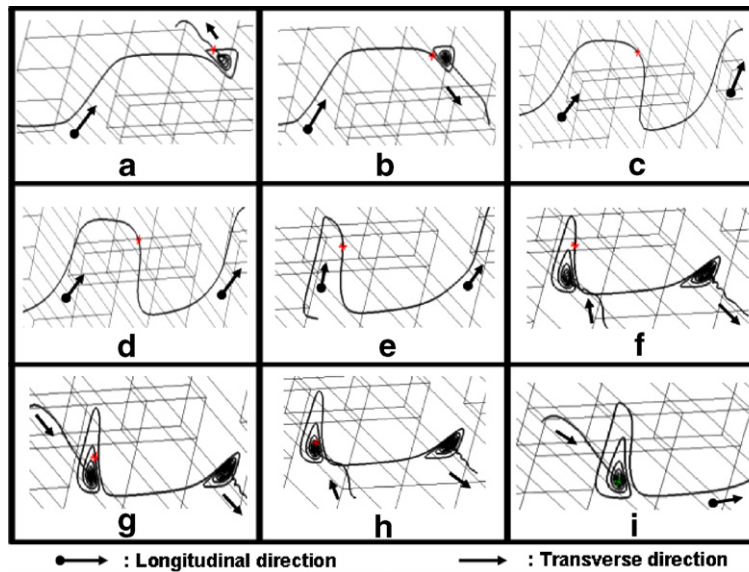 a b c
d e f
g h i
: Longitudinal direction : Transverse direction